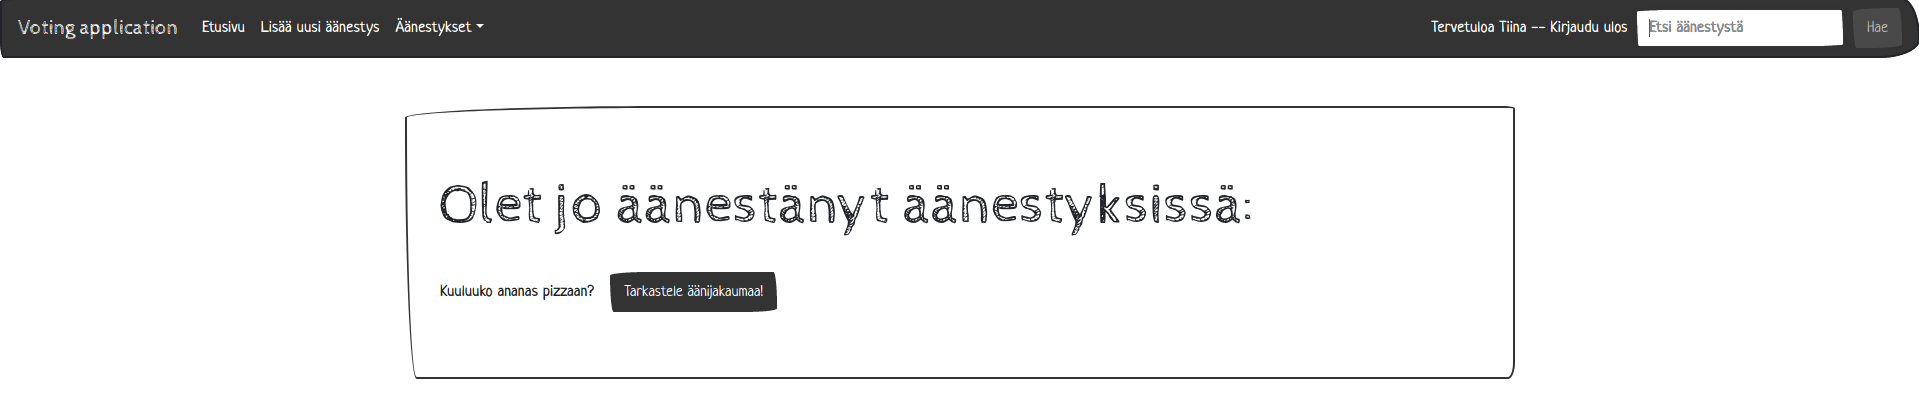 Voting application Etusivu Lisää uusi äänestys Äänestykset Tervetuloa Tiina -- Kirjaudu ulos Etsi äänestystä Hae
Olet jo äänestänyt äänestyksissä:
Kuuluuko ananas pizzaan? Tarkastele äänijakaumaa!